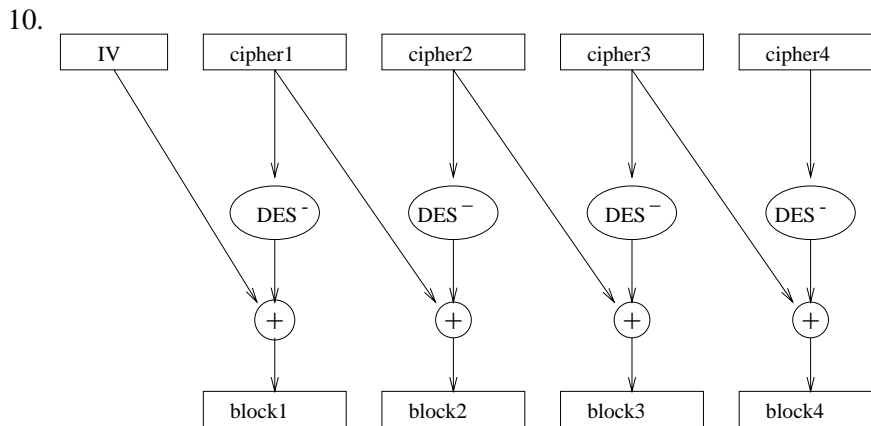 10.
IV cipher1 cipher2 cipher3 cipher4
DES - DES − DES − DES -
+ + + +
block1 block2 block3 block4